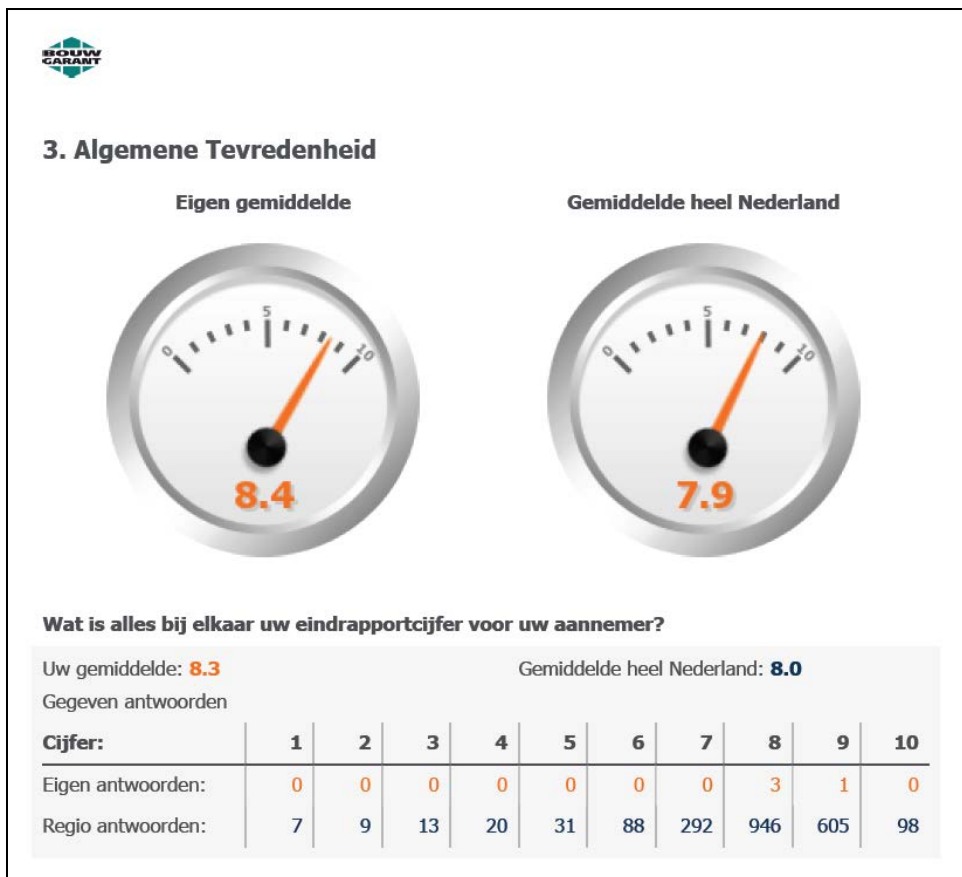 BOUW
GARANT
3. Algemene Tevredenheid
Eigen gemiddelde
Gemiddelde heel Nederland
0 5 10
8.4
0 5 10
7.9
Wat is alles bij elkaar uw eindrapportcijfer voor uw aannemer?
Uw gemiddelde: 8.3 Gemiddelde heel Nederland: 8.0
Gegeven antwoorden
Cijfer: 1 2 3 4 5 6 7 8 9 10
Eigen antwoorden: 0 0 0 0 0 0 0 3 1 0
Regio antwoorden: 7 9 13 20 31 88 292 946 605 98